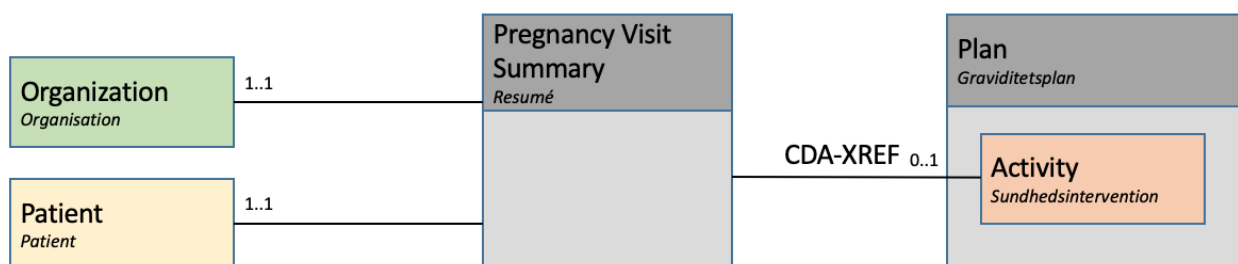 Organization
Organisation
1..1
Patient
Patient
1..1
Pregnancy Visit
Summary
Resumé
CDA-XREF 0..1
Plan
Graviditetsplan
Activity
Sundhedsintervention